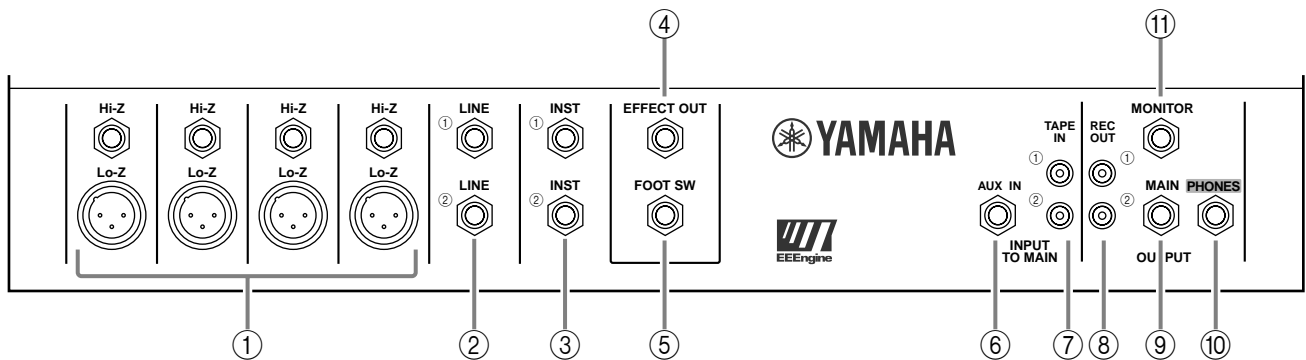 ④ ⑪
Hi-Z Hi-Z Hi-Z Hi-Z LINE INST EFFECT OUT MONITOR
① ①
YAMAHA
TAPE IN
REC OUT
① ①
Lo-Z Lo-Z Lo-Z Lo-Z LINE INST FOOT SW
② ②
AUX IN
② ②
MAIN PHONES
EEEngine
INPUT TO MAIN
OUTPUT
① ② ③ ⑤ ⑥ ⑦ ⑧ ⑨ ⑩